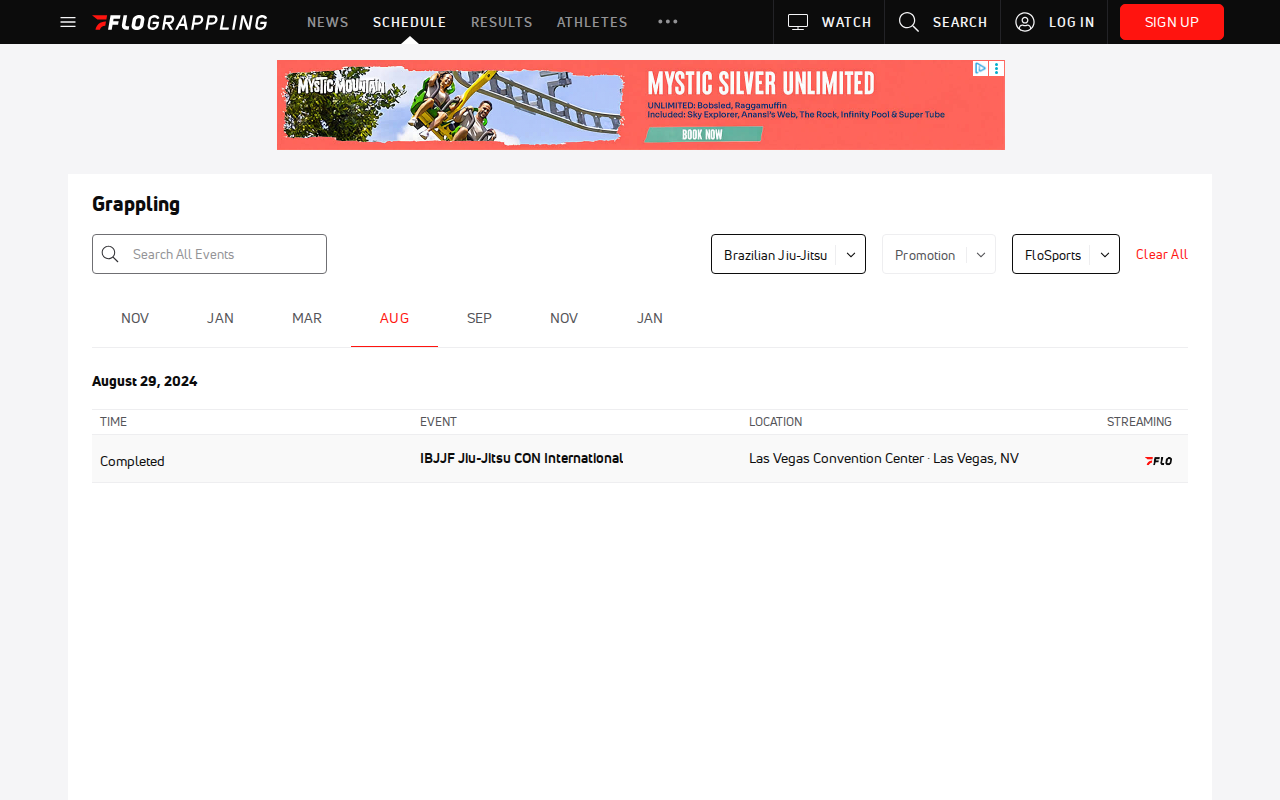 FLOGRAPPLING NEWS SCHEDULE RESULTS ATHLETES WATCH SEARCH LOG IN SIGN UP
MYSTIC MOUNTAIN
MYSTIC SILVER UNLIMITED
UNLIMITED: Bobsled, Raggamuffin
Included: Sky Explorer, Anansi's Web, The Rock, Infinity Pool & Super Tube
BOOK NOW
Grappling
Search All Events Brazilian Jiu-Jitsu Promotion FloSports Clear All
NOV JAN MAR AUG SEP NOV JAN
August 29, 2024
TIME EVENT LOCATION STREAMING
Completed IBJJF Jiu-Jitsu CON International Las Vegas Convention Center · Las Vegas, NV FLO